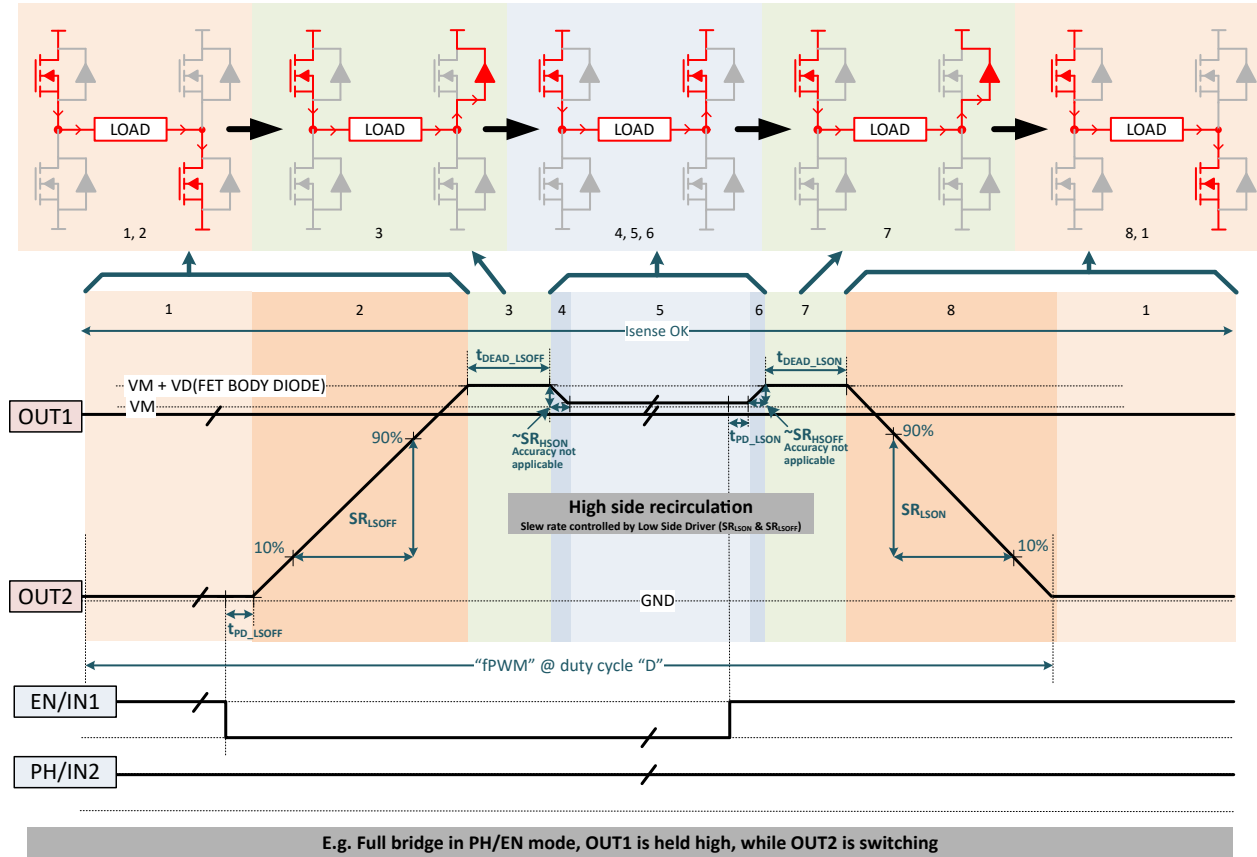 LOAD
LOAD
LOAD
LOAD
LOAD
1, 2
3
4, 5, 6
7
8, 1
1
2
3
4
5
6
7
8
1
Isense OK
tDEAD_LSOFF
tDEAD_LSON
VM + VD(FET BODY DIODE)
VM
OUT1
90%
~SRHSON
Accuracy not
applicable
tPD_LSON
~SRHSOFF
Accuracy not
applicable
90%
SRLSOFF
High side recirculation
Slew rate controlled by Low Side Driver (SRLSON & SRLSOFF)
SRLSON
10%
10%
OUT2
GND
tPD_LSOFF
“fPWM” @ duty cycle “D”
EN/IN1
PH/IN2
E.g. Full bridge in PH/EN mode, OUT1 is held high, while OUT2 is switching